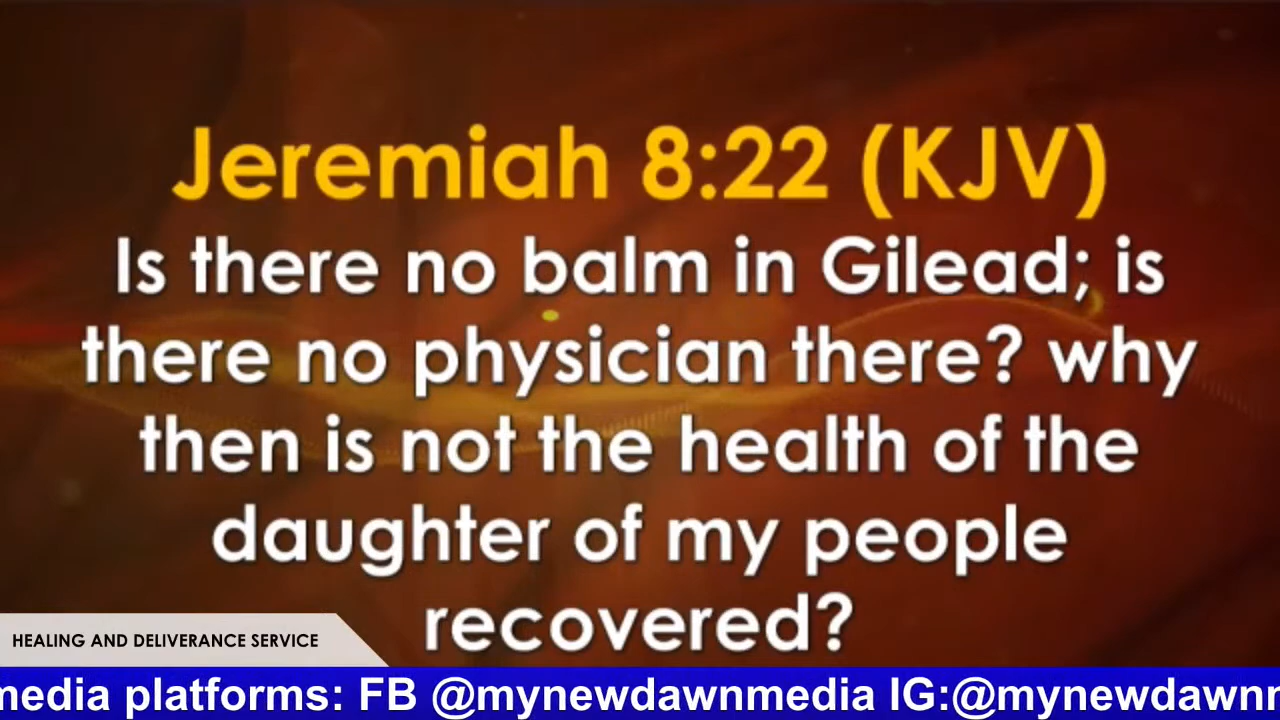 Jeremiah 8:22 (KJV)
Is there no balm in Gilead; is
there no physician there? why
then is not the health of the
daughter of my people
recovered?
HEALING AND DELIVERANCE SERVICE
media platforms: FB @mynewdawnmedia IG:@mynewdawn